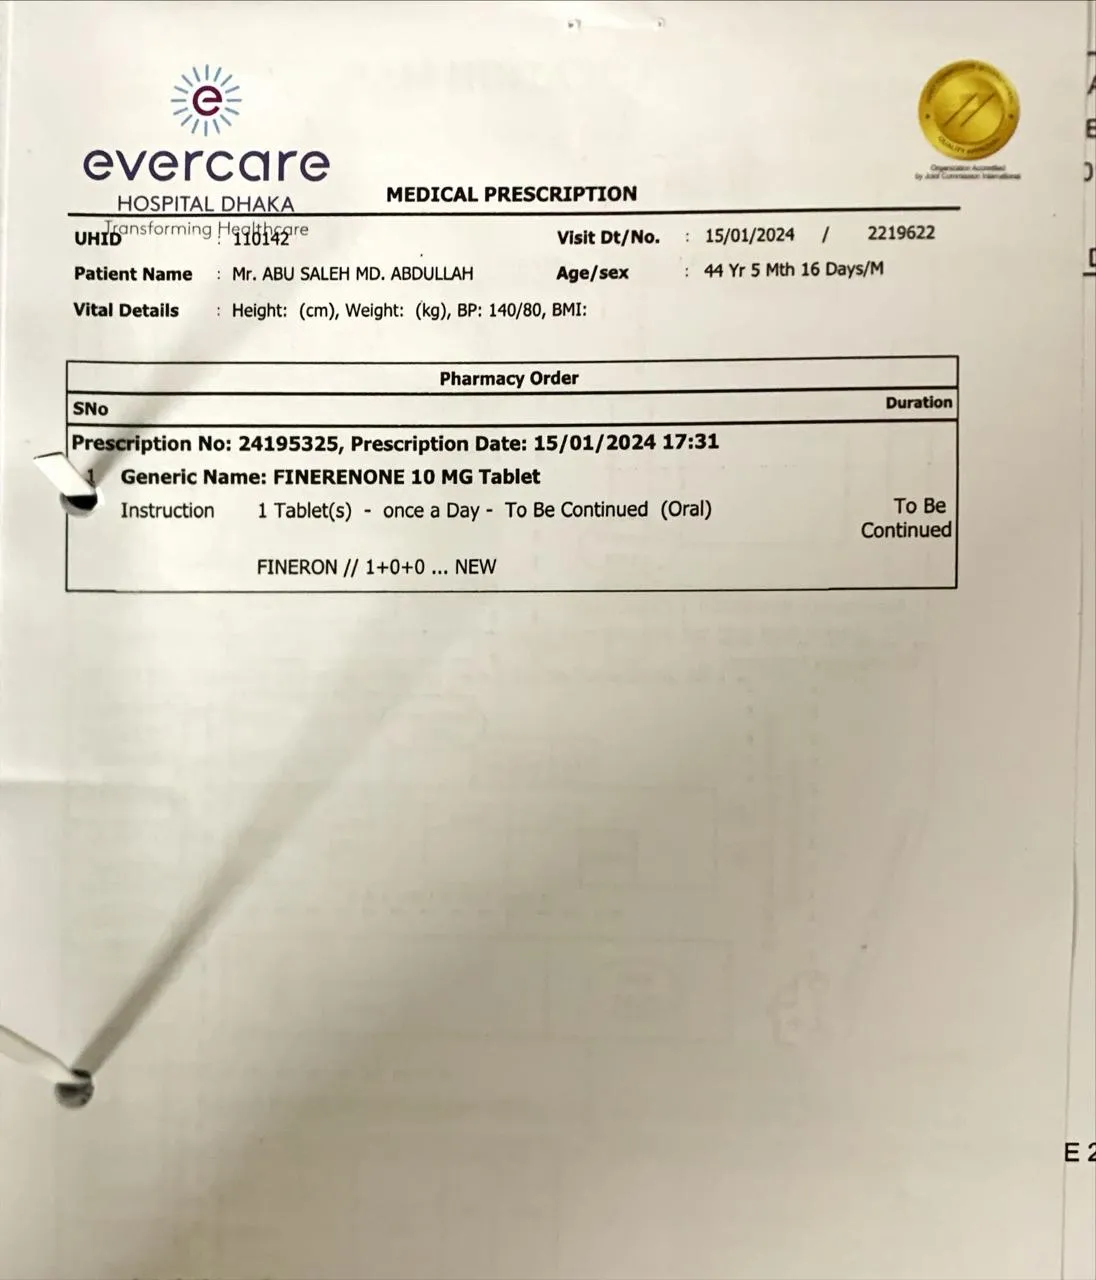 e
evercare
HOSPITAL DHAKA
Transforming Healthcare
QUALITY APPROVAL
Organization Accredited
by Joint Commission International
MEDICAL PRESCRIPTION
UHID : 110142 Visit Dt/No. : 15/01/2024 / 2219622
Patient Name : Mr. ABU SALEH MD. ABDULLAH Age/sex : 44 Yr 5 Mth 16 Days/M
Vital Details : Height: (cm), Weight: (kg), BP: 140/80, BMI:
Pharmacy Order
SNo Duration
Prescription No: 24195325, Prescription Date: 15/01/2024 17:31
1 Generic Name: FINERENONE 10 MG Tablet
Instruction 1 Tablet(s) - once a Day - To Be Continued (Oral) To Be
Continued
FINERON // 1+0+0 ... NEW
E 2